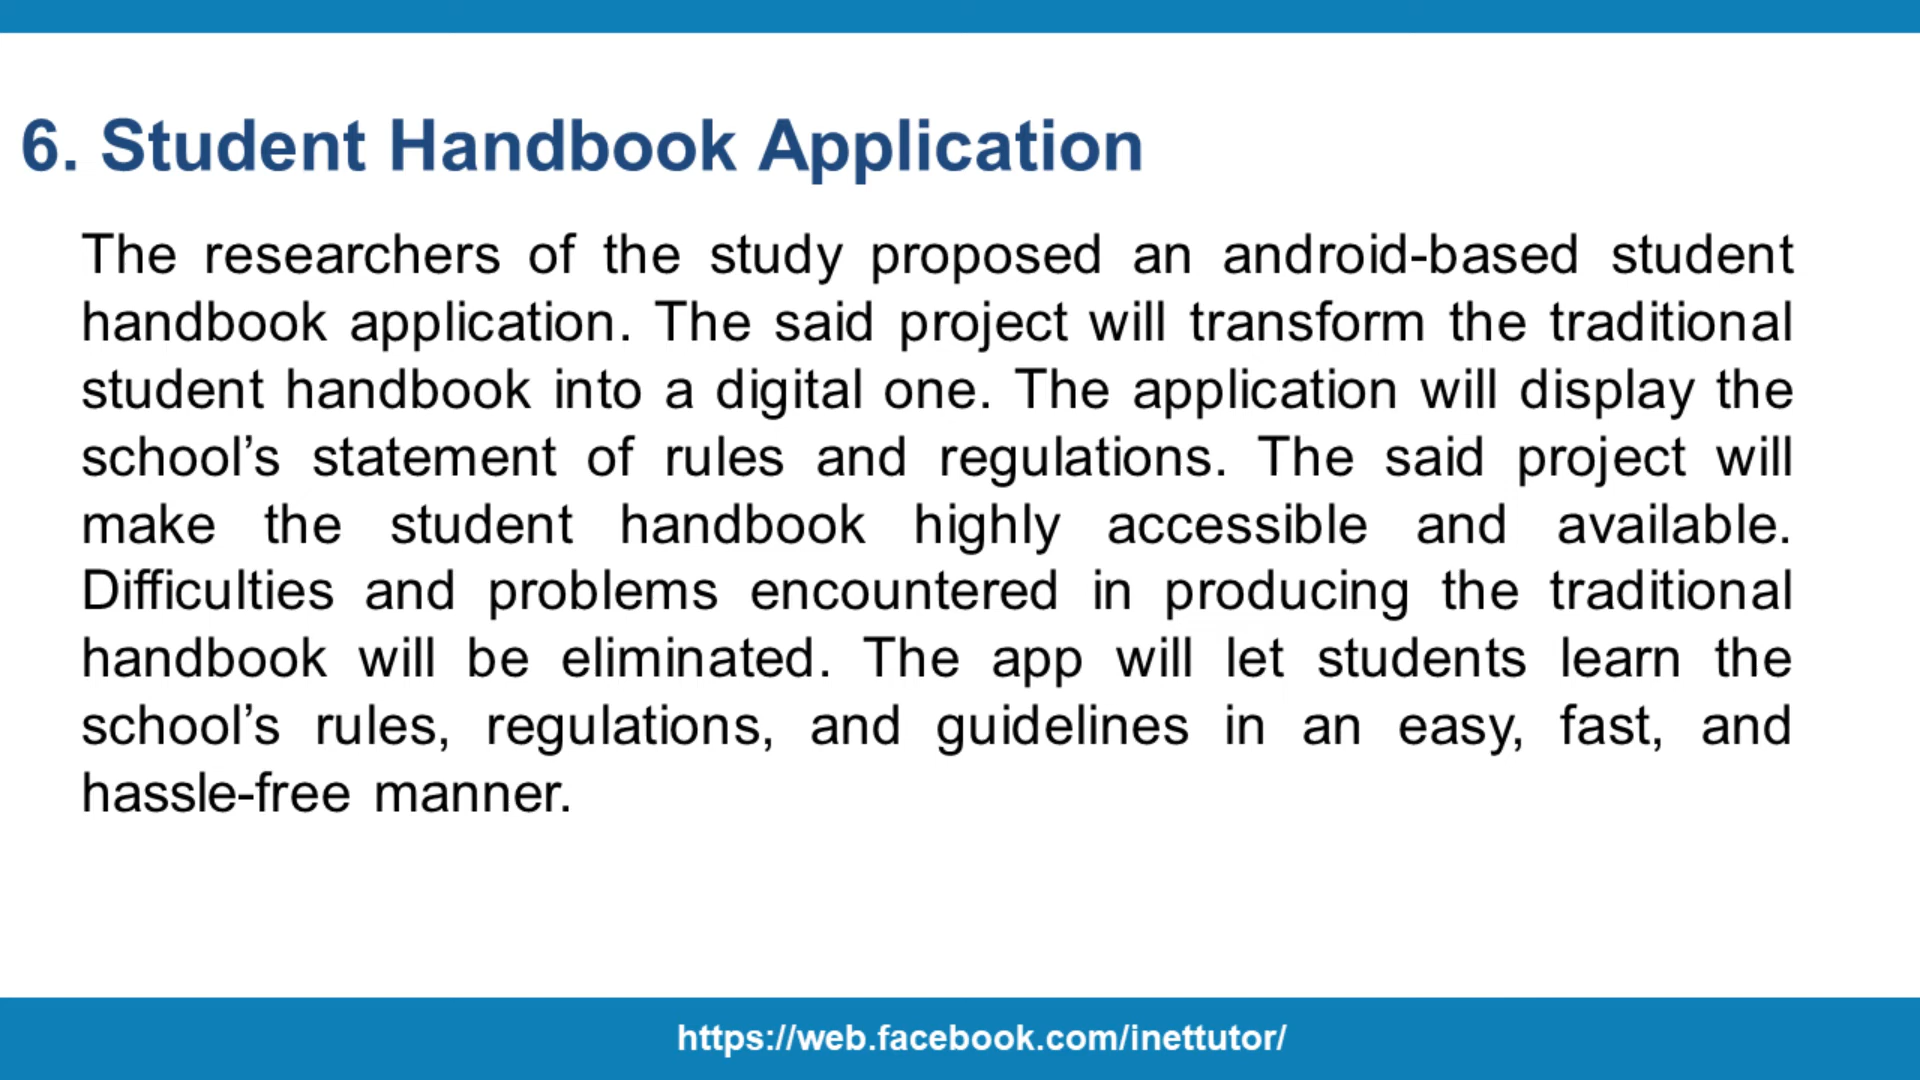 6. Student Handbook Application
The researchers of the study proposed an android-based student
handbook application. The said project will transform the traditional
student handbook into a digital one. The application will display the
school’s statement of rules and regulations. The said project will
make the student handbook highly accessible and available.
Difficulties and problems encountered in producing the traditional
handbook will be eliminated. The app will let students learn the
school’s rules, regulations, and guidelines in an easy, fast, and
hassle-free manner.
https://web.facebook.com/inettutor/